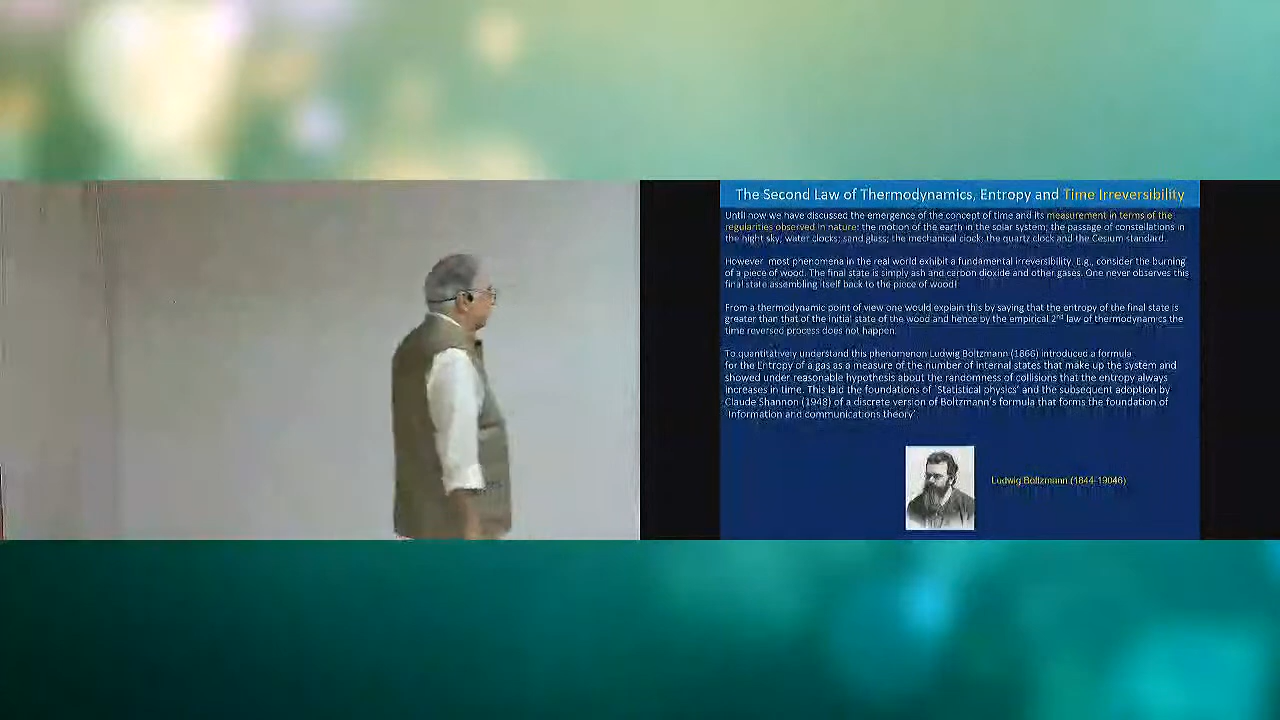 The Second Law of Thermodynamics, Entropy and Time Irreversibility
Until now we have discussed the emergence of the concept of time and its measurement in terms of the
regularities observed in nature: the motion of the earth in the solar system; the passage of constellations in
the hight sky; water clocks; sand glass; the mechanical clock; the quartz clock and the Cesium standard.
However most phenomena in the real world exhibit a fundamental irreversibility. E.g., consider the burning
of a piece of wood. The final state is simply ash and carbon dioxide and other gases. One never observes this
final state assembling itself back to the piece of wood!
From a thermodynamic point of view one would explain this by saying that the entropy of the final state is
greater than that of the initial state of the wood and hence by the empirical 2nd law of thermodynamics the
time reversed process does not happen.
To quantitatively understand this phenomenon Ludwig Boltzmann (1866) introduced a formula
for the Entropy of a gas as a measure of the number of internal states that make up the system and
showed under reasonable hypothesis about the randomness of collisions that the entropy always
increases in time. This laid the foundations of 'Statistical physics' and the subsequent adoption by
Claude Shannon (1948) of a discrete version of Boltzmann's formula that forms the foundation of
'Information and communications theory'
Ludwig Boltzmann (1844-19046)